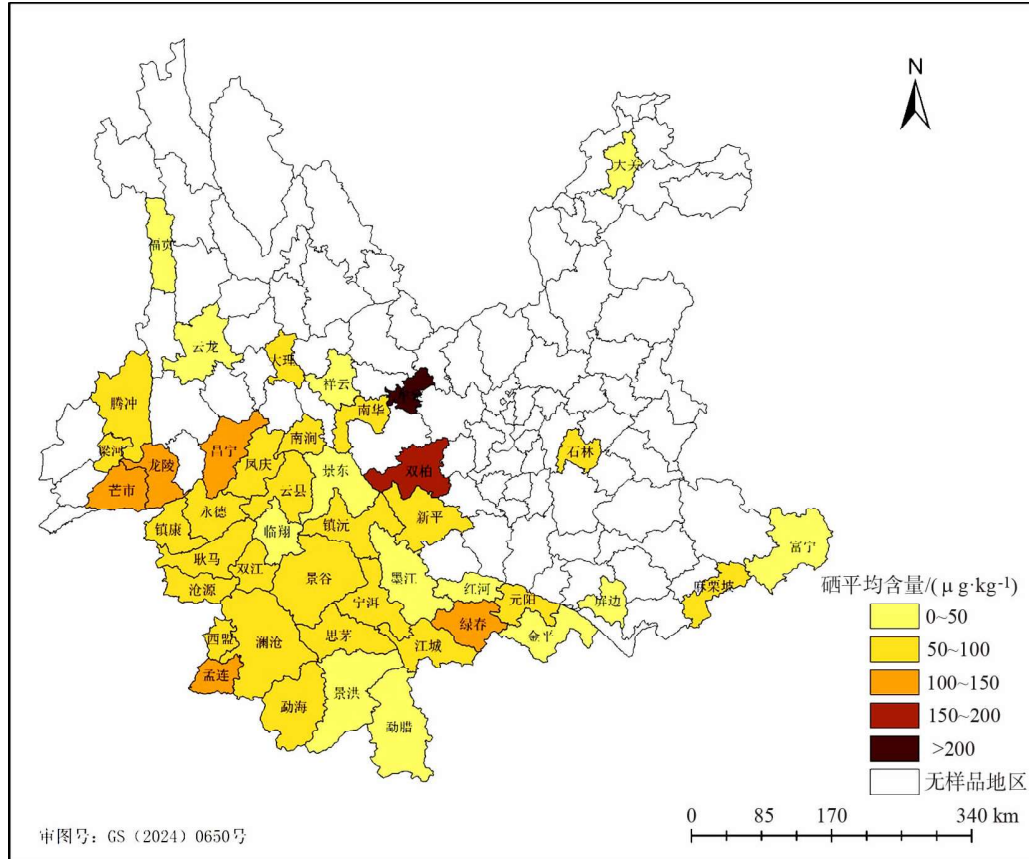 N
大关
福贡
云龙
大理
祥云
腾冲
南华
梁河
龙陵
昌宁
凤庆
南涧
石林
芒市
云县
景东
双柏
永德
新平
镇康
临翔
镇沅
富宁
耿马
双江
景谷
墨江
沧源
红河
屏边
麻栗坡
宁洱
元阳
西盟
澜沧
思茅
江城
绿春
金平
孟连
勐海
景洪
勐腊
硒平均含量/(μg·kg⁻¹)
0~50
50~100
100~150
150~200
>200
无样品地区
0 85 170 340 km
审图号：GS（2024）0650号